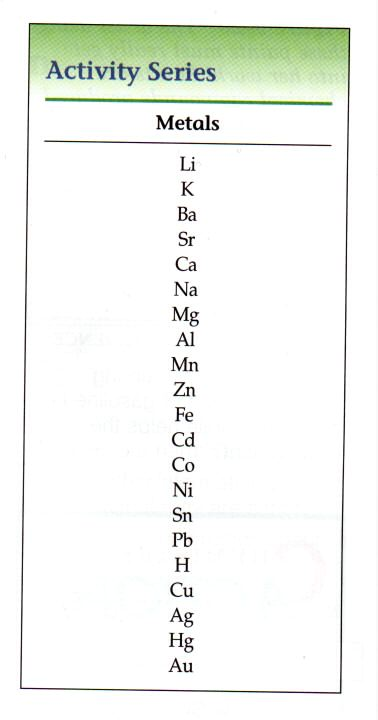 Activity Series
Metals
Li
K
Ba
Sr
Ca
Na
Mg
Al
Mn
Zn
Fe
Cd
Co
Ni
Sn
Pb
H
Cu
Ag
Hg
Au